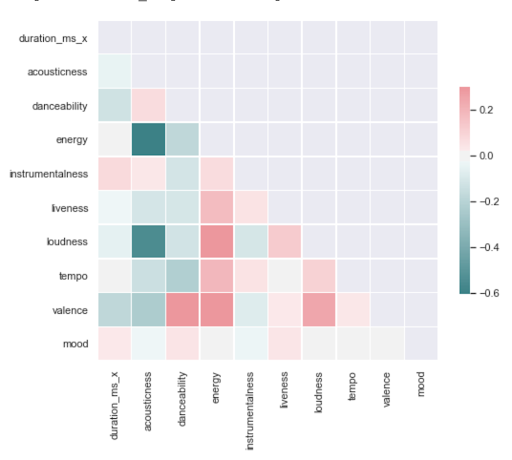 duration_ms_x
acousticness
danceability
energy
instrumentalness
liveness
loudness
tempo
valence
mood
0.2
0.0
−0.2
−0.4
−0.6
duration_ms_x
acousticness
danceability
energy
instrumentalness
liveness
loudness
tempo
valence
mood